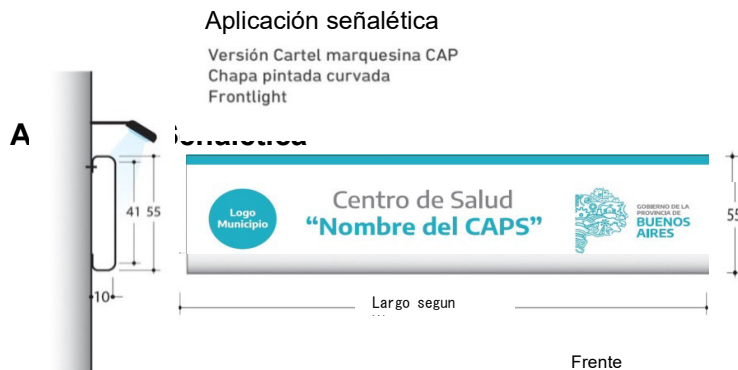 Aplicación señalética
Versión Cartel marquesina CAP
Chapa pintada curvada
Frontlight
A
41 55
10
Logo
Municipio
Centro de Salud
“Nombre del CAPS”
GOBIERNO DE LA
PROVINCIA DE
BUENOS
AIRES
55
Largo segun
Frente